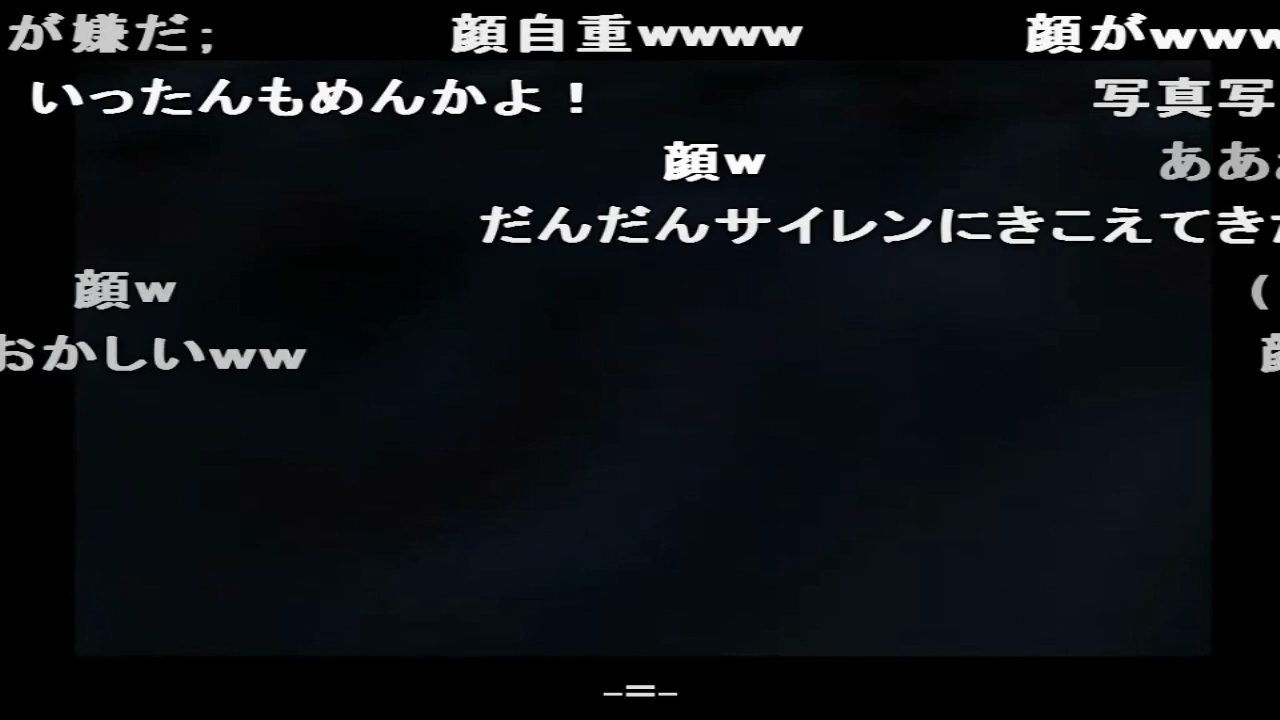 が嫌だ; 顔自重wwww 顔がwww
いったんもめんかよ！ 写真写
顔w ああ
だんだんサイレンにきこえてき
顔w (
おかしいww
–=–